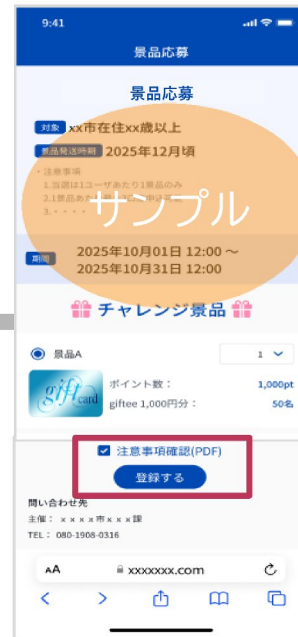 9:41
景品応募
景品応募
対象 xx市在住xx歳以上
景品発送時期 2025年12月頃
・注意事項
1.当選は1ユーザあたり1景品のみ
サンプル
3.・・・・
期間 2025年10月01日 12:00 ~
2025年10月31日 12:00
チャレンジ景品
景品A
1
gift card
ポイント数： 1,000pt
giftee 1,000円分： 50名
注意事項確認(PDF)
登録する
問い合わせ先
主催： x x x x 市 x x x 課
TEL： 080-1908-0316
AA xxxxxxx.com